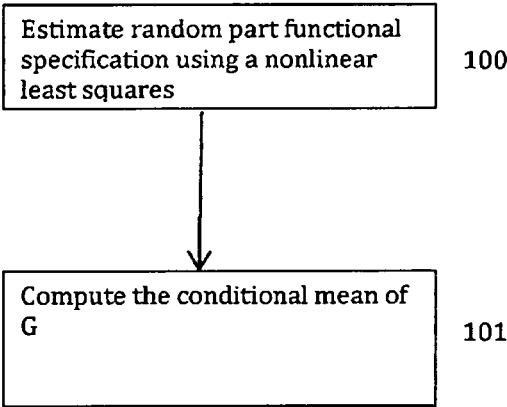 Estimate random part functional
specification using a nonlinear
least squares
100
Compute the conditional mean of
G
101